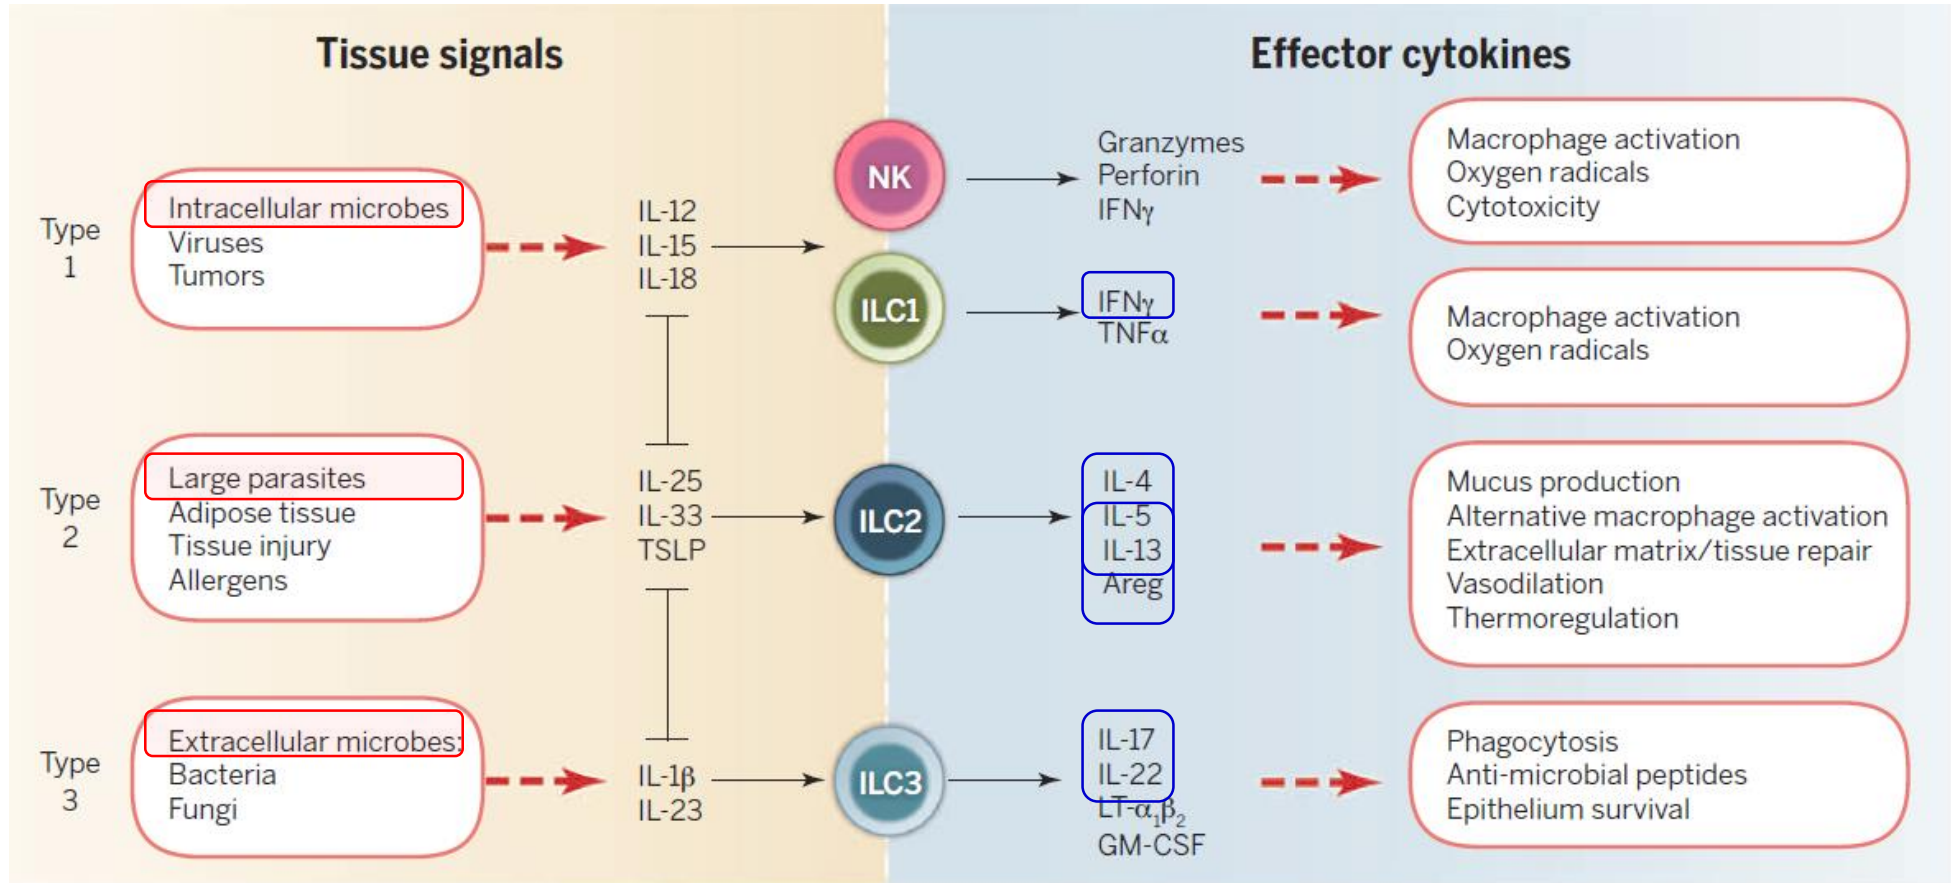 Tissue signals
Effector cytokines
Type
1
Intracellular microbes
Viruses
Tumors
IL-12
IL-15
IL-18
NK
Granzymes
Perforin
IFNγ
Macrophage activation
Oxygen radicals
Cytotoxicity
ILC1
IFNγ
TNFα
Macrophage activation
Oxygen radicals
Type
2
Large parasites
Adipose tissue
Tissue injury
Allergens
IL-25
IL-33
TSLP
ILC2
IL-4
IL-5
IL-13
Areg
Mucus production
Alternative macrophage activation
Extracellular matrix/tissue repair
Vasodilation
Thermoregulation
Type
3
Extracellular microbes:
Bacteria
Fungi
IL-1β
IL-23
ILC3
IL-17
IL-22
LT-α₁β₂
GM-CSF
Phagocytosis
Anti-microbial peptides
Epithelium survival